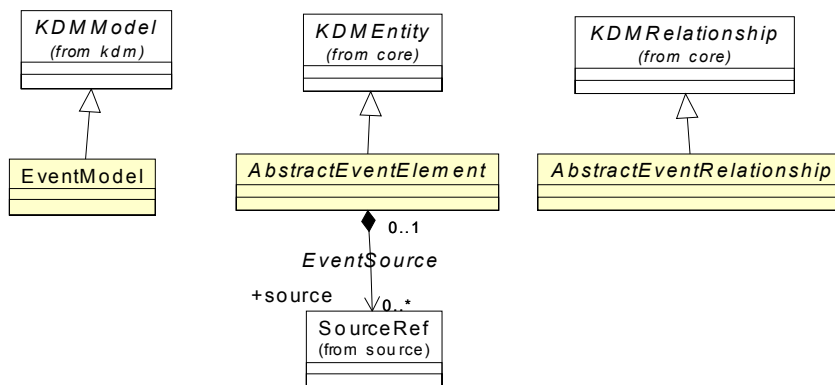 KDMModel
(from kdm)
KDMEntity
(from core)
KDMRelationship
(from core)
EventModel
AbstractEventElement
AbstractEventRelationship
0..1
EventSource
+source
0..*
SourceRef
(from source)